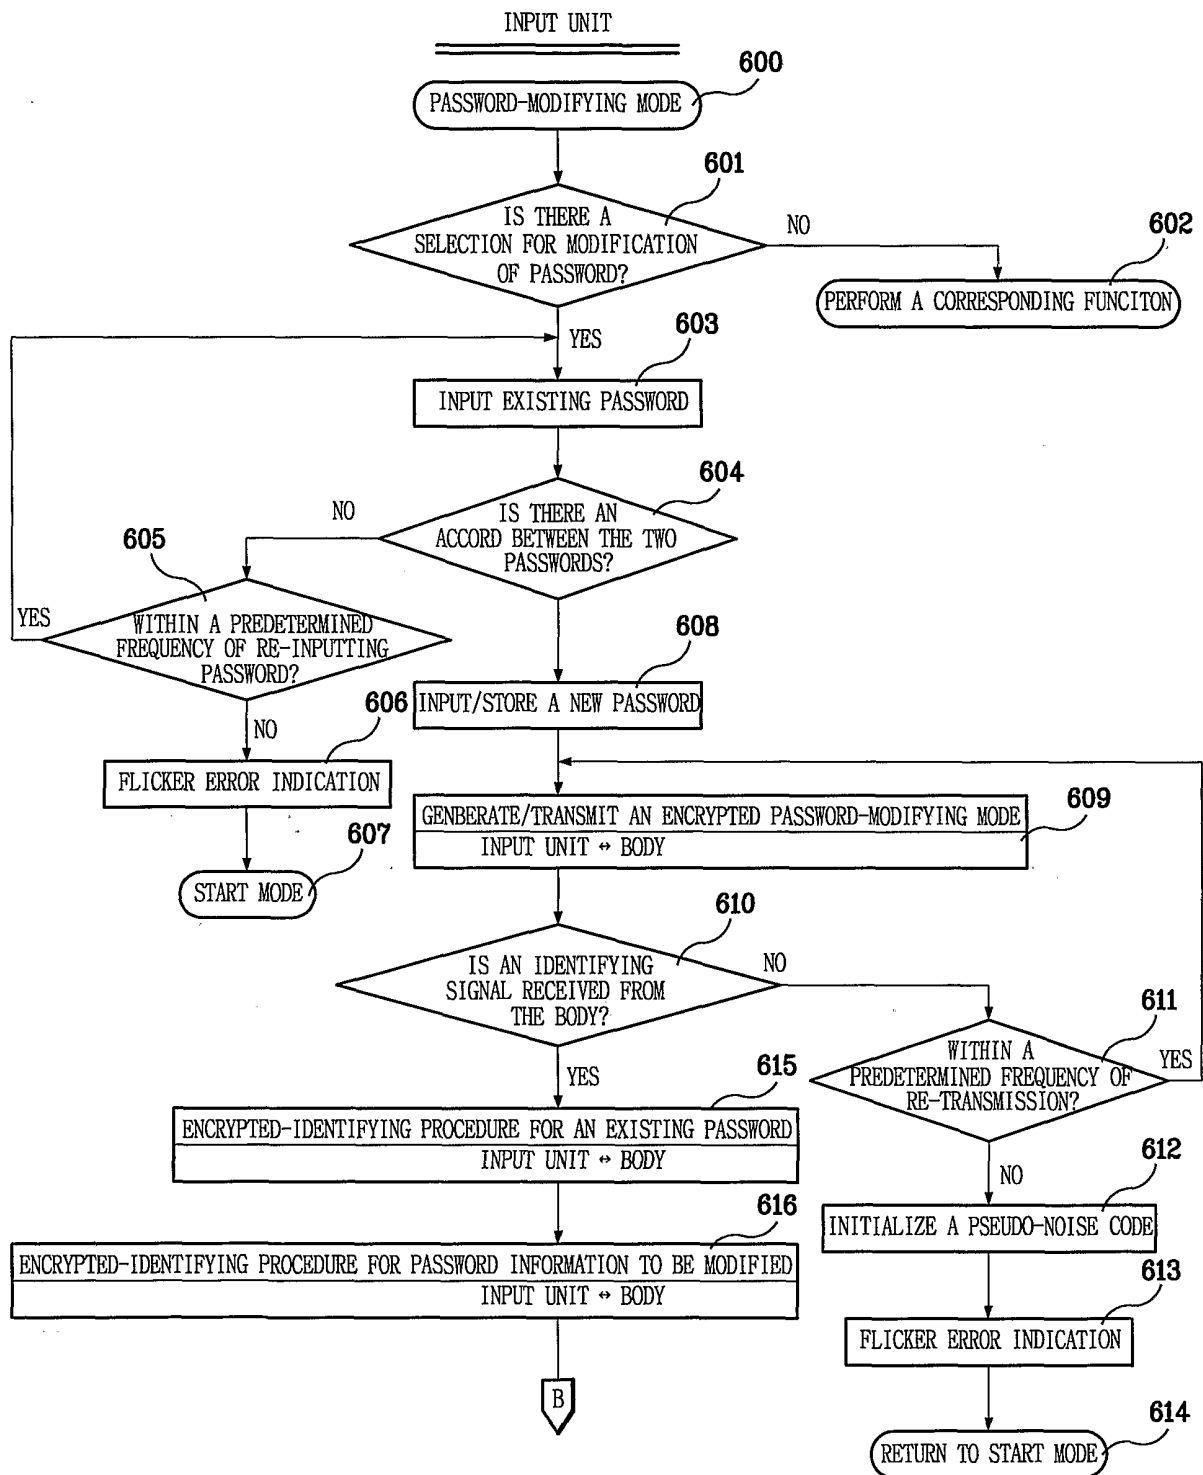 INPUT UNIT
600
PASSWORD-MODIFYING MODE
601
IS THERE A
SELECTION FOR MODIFICATION
OF PASSWORD?
NO
602
PERFORM A CORRESPONDING FUNCITON
YES
603
INPUT EXISTING PASSWORD
604
IS THERE AN
ACCORD BETWEEN THE TWO
PASSWORDS?
NO
605
YES
WITHIN A PREDETERMINED
FREQUENCY OF RE-INPUTTING
PASSWORD?
608
INPUT/STORE A NEW PASSWORD
NO
606
FLICKER ERROR INDICATION
607
START MODE
GENBERATE/TRANSMIT AN ENCRYPTED PASSWORD-MODIFYING MODE
INPUT UNIT ↔ BODY
609
610
IS AN IDENTIFYING
SIGNAL RECEIVED FROM
THE BODY?
NO
611
WITHIN A
PREDETERMINED FREQUENCY OF
RE-TRANSMISSION?
YES
YES
615
ENCRYPTED-IDENTIFYING PROCEDURE FOR AN EXISTING PASSWORD
INPUT UNIT ↔ BODY
NO
612
INITIALIZE A PSEUDO-NOISE CODE
616
ENCRYPTED-IDENTIFYING PROCEDURE FOR PASSWORD INFORMATION TO BE MODIFIED
INPUT UNIT ↔ BODY
613
FLICKER ERROR INDICATION
B
614
RETURN TO START MODE